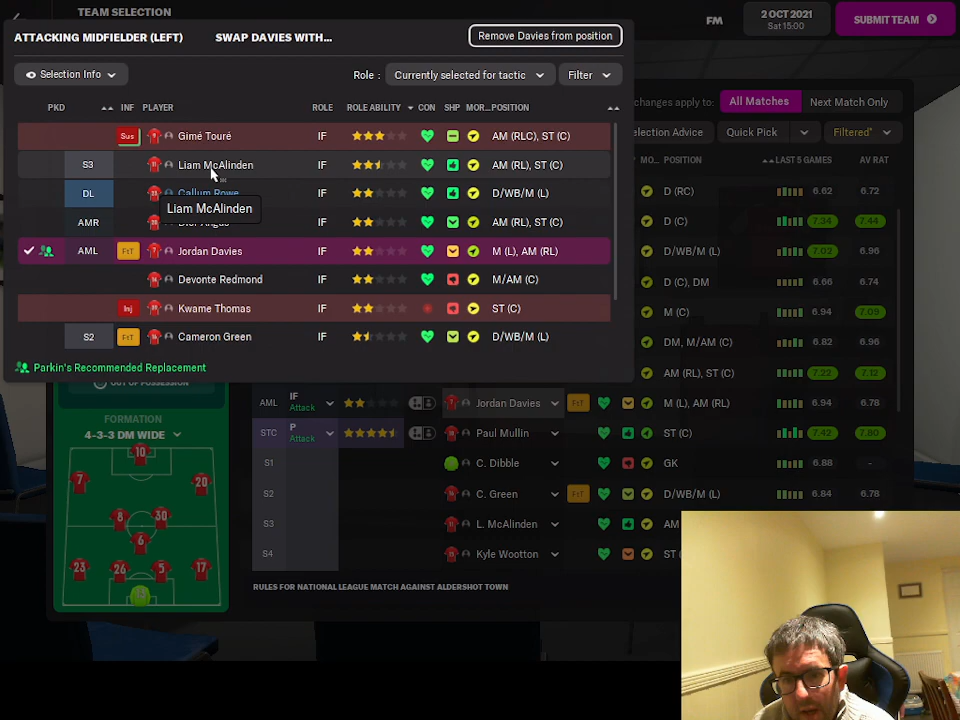 TEAM SELECTION
FM
2 OCT 2021
Sat 15:00
SUBMIT TEAM
ATTACKING MIDFIELDER (LEFT) SWAP DAVIES WITH... Remove Davies from position
Selection Info Role : Currently selected for tactic Filter
PKD INF PLAYER ROLE ROLE ABILITY CON SHP MOR... POSITION
Sus Gimé Touré IF AM (RLC), ST (C)
S3 Liam McAlinden IF AM (RL), ST (C)
DL Callum Rowe IF D/WB/M (L)
Liam McAlinden
AMR Dior Angus IF AM (RL), ST (C)
AML FtT Jordan Davies IF M (L), AM (RL)
Devonte Redmond IF M/AM (C)
Inj Kwame Thomas IF ST (C)
S2 FtT Cameron Green IF D/WB/M (L)
Parkin's Recommended Replacement
changes apply to: All Matches Next Match Only
election Advice Quick Pick Filtered*
MO... POSITION LAST 5 GAMES AV RAT
D (RC) 6.62 6.72
D (C) 7.34 7.44
D/WB/M (L) 7.02 6.96
D (C), DM 6.66 6.74
M (C) 6.94 7.09
DM, M/AM (C) 6.82 6.96
AM (RL), ST (C) 7.22 7.12
OUT OF POSSESSION
FORMATION
4-3-3 DM WIDE
10
7 20
8 30
6
23 26 5 17
AML IF Attack Jordan Davies FtT M (L), AM (RL) 6.94 6.78
STC P Attack Paul Mullin ST (C) 7.42 7.80
S1 C. Dibble GK 6.88 -
S2 C. Green FtT D/WB/M (L) 6.84 6.78
S3 L. McAlinden AM
S4 Kyle Wootton ST (
RULES FOR NATIONAL LEAGUE MATCH AGAINST ALDERSHOT TOWN